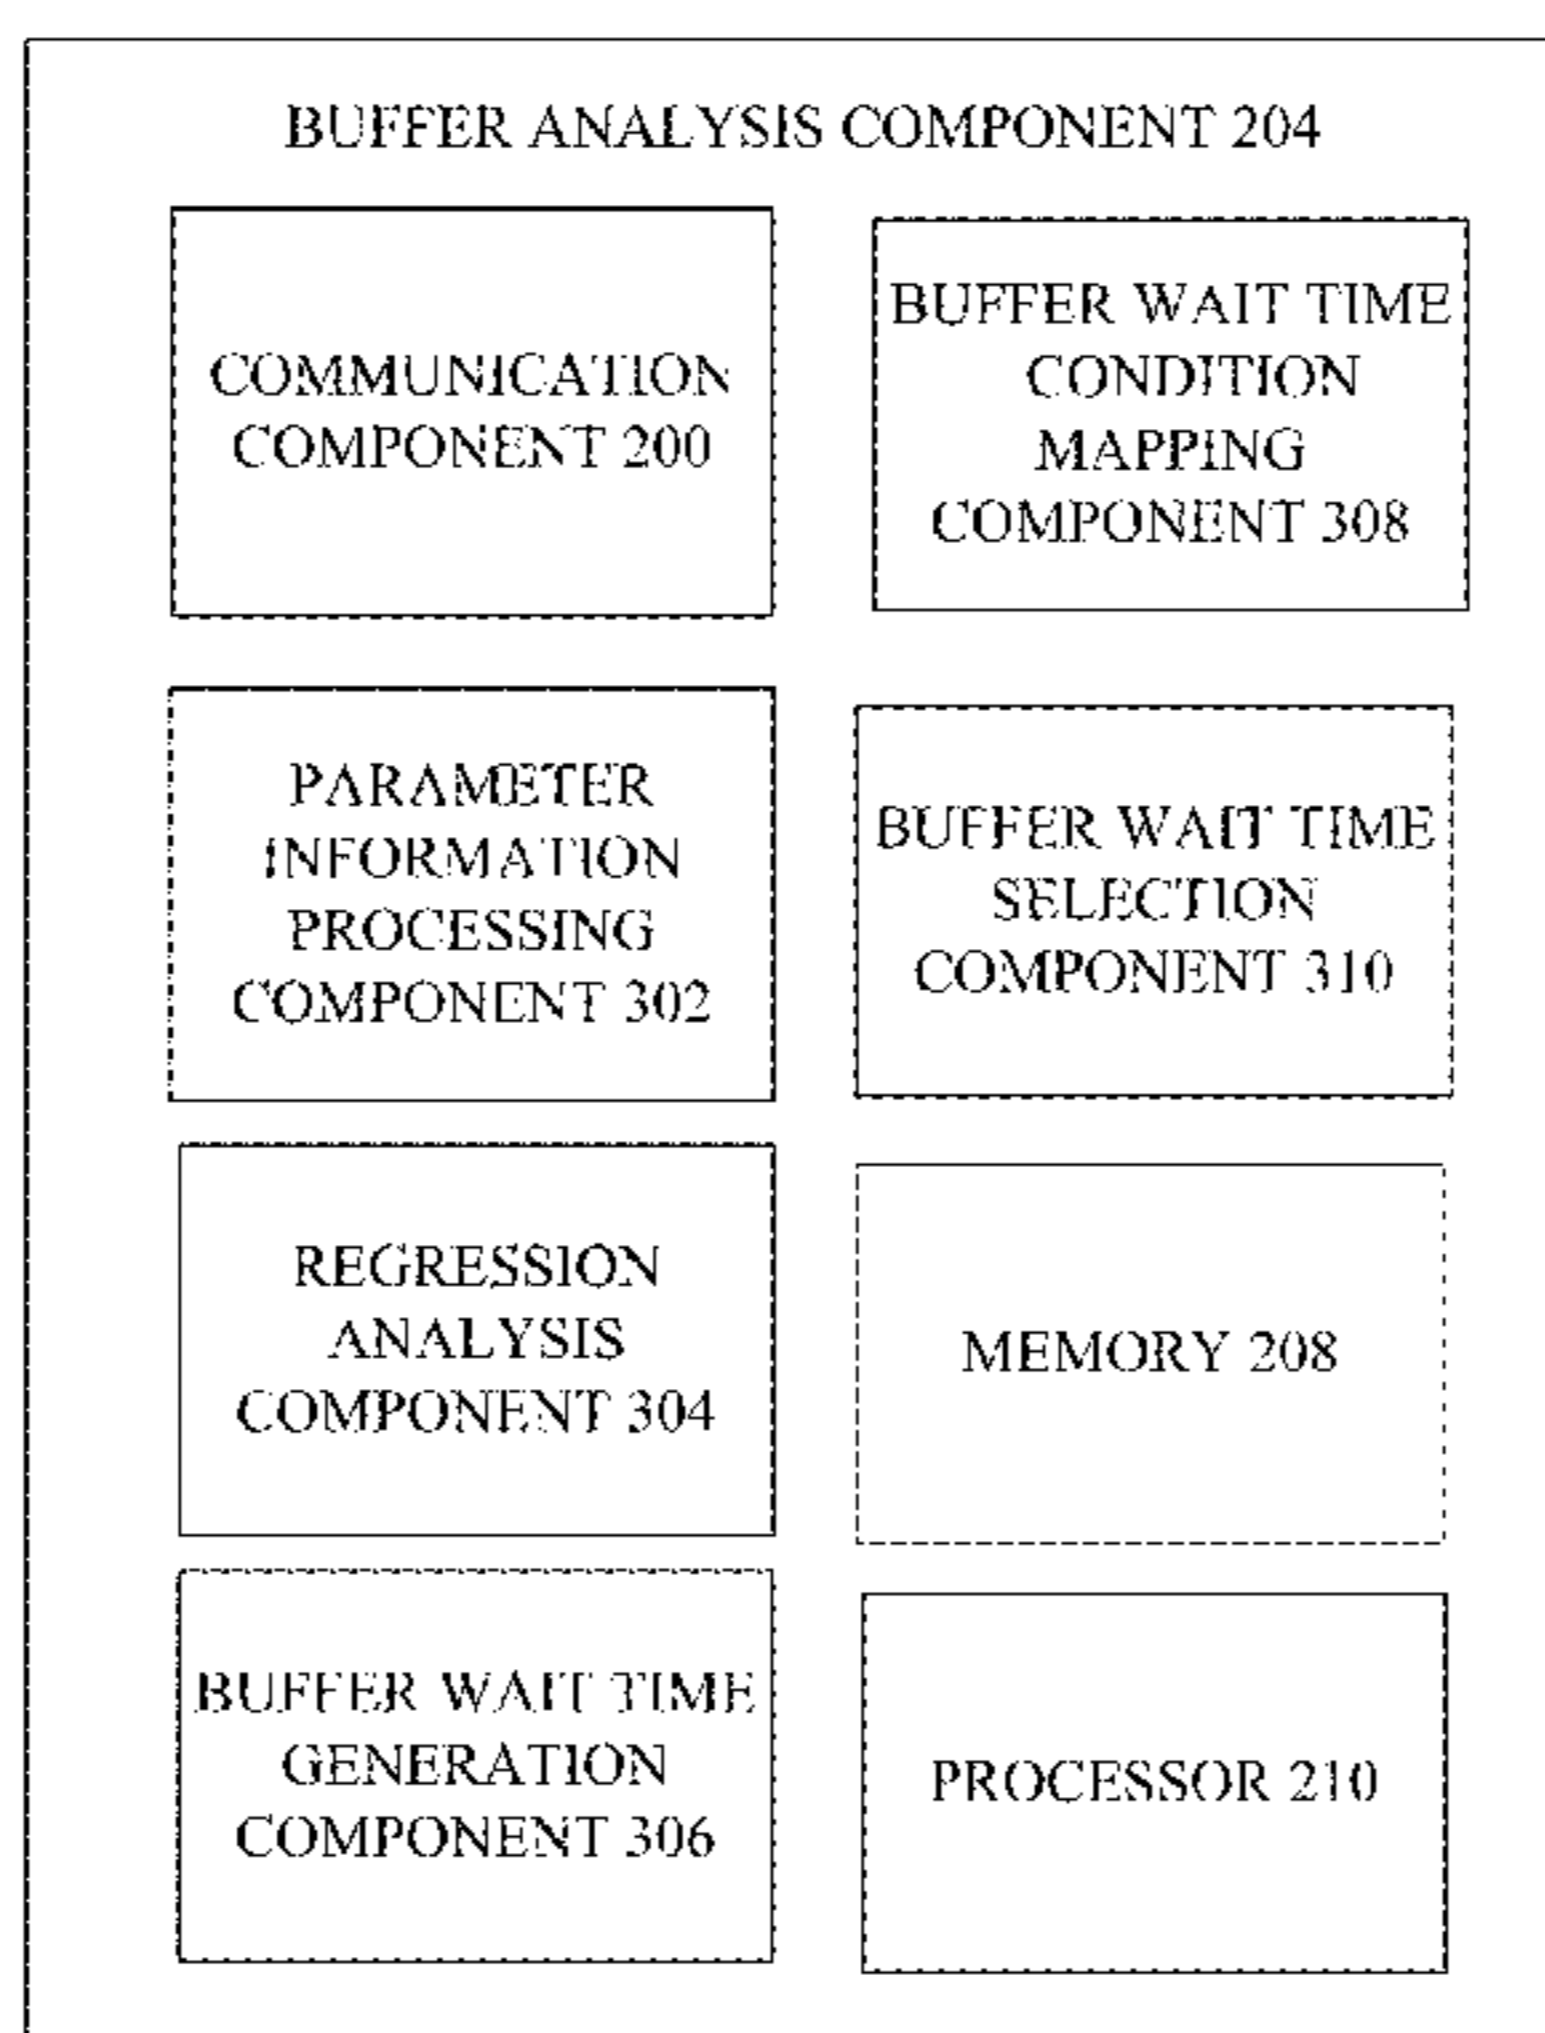 BUFFER ANALYSIS COMPONENT 204
COMMUNICATION
COMPONENT 200
PARAMETER
INFORMATION
PROCESSING
COMPONENT 302
REGRESSION
ANALYSIS
COMPONENT 304
BUFFER WAIT TIME
GENERATION
COMPONENT 306
BUFFER WAIT TIME
CONDITION
MAPPING
COMPONENT 308
BUFFER WAIT TIME
SELECTION
COMPONENT 310
MEMORY 208
PROCESSOR 210